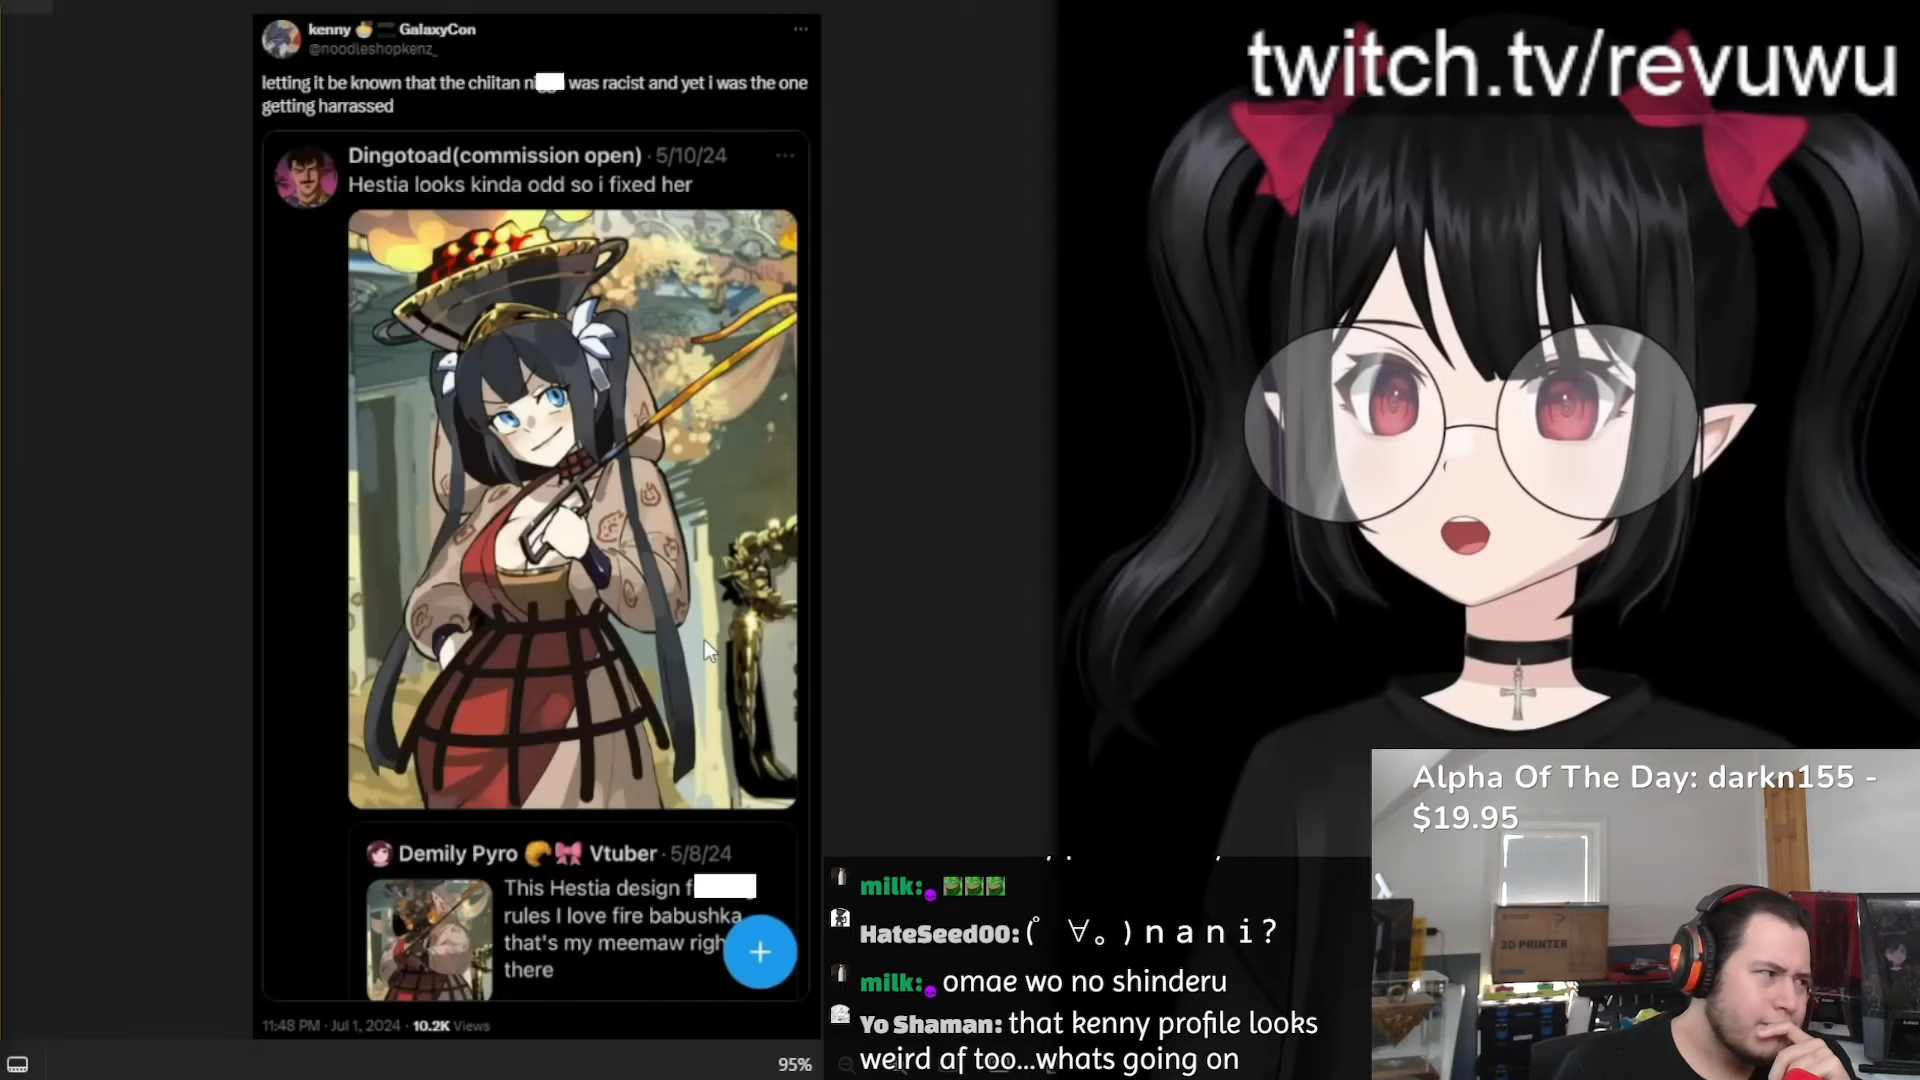 kenny GalaxyCon
@noodleshopkenz_
letting it be known that the chiitan ni was racist and yet i was the one
getting harrassed
Dingotoad(commission open) · 5/10/24
Hestia looks kinda odd so i fixed her
Demily Pyro Vtuber · 5/8/24
This Hestia design f
rules I love fire babushka
that's my meemaw righ
there
11:48 PM · Jul 1, 2024 · 10.2K Views
95%
twitch.tv/revuwu
milk:
HateSeed00: (ﾟ ∀。) n a n i ?
milk: omae wo no shinderu
Yo Shaman: that kenny profile looks
weird af too...whats going on
Alpha Of The Day: darkn155 -
$19.95
3D PRINTER